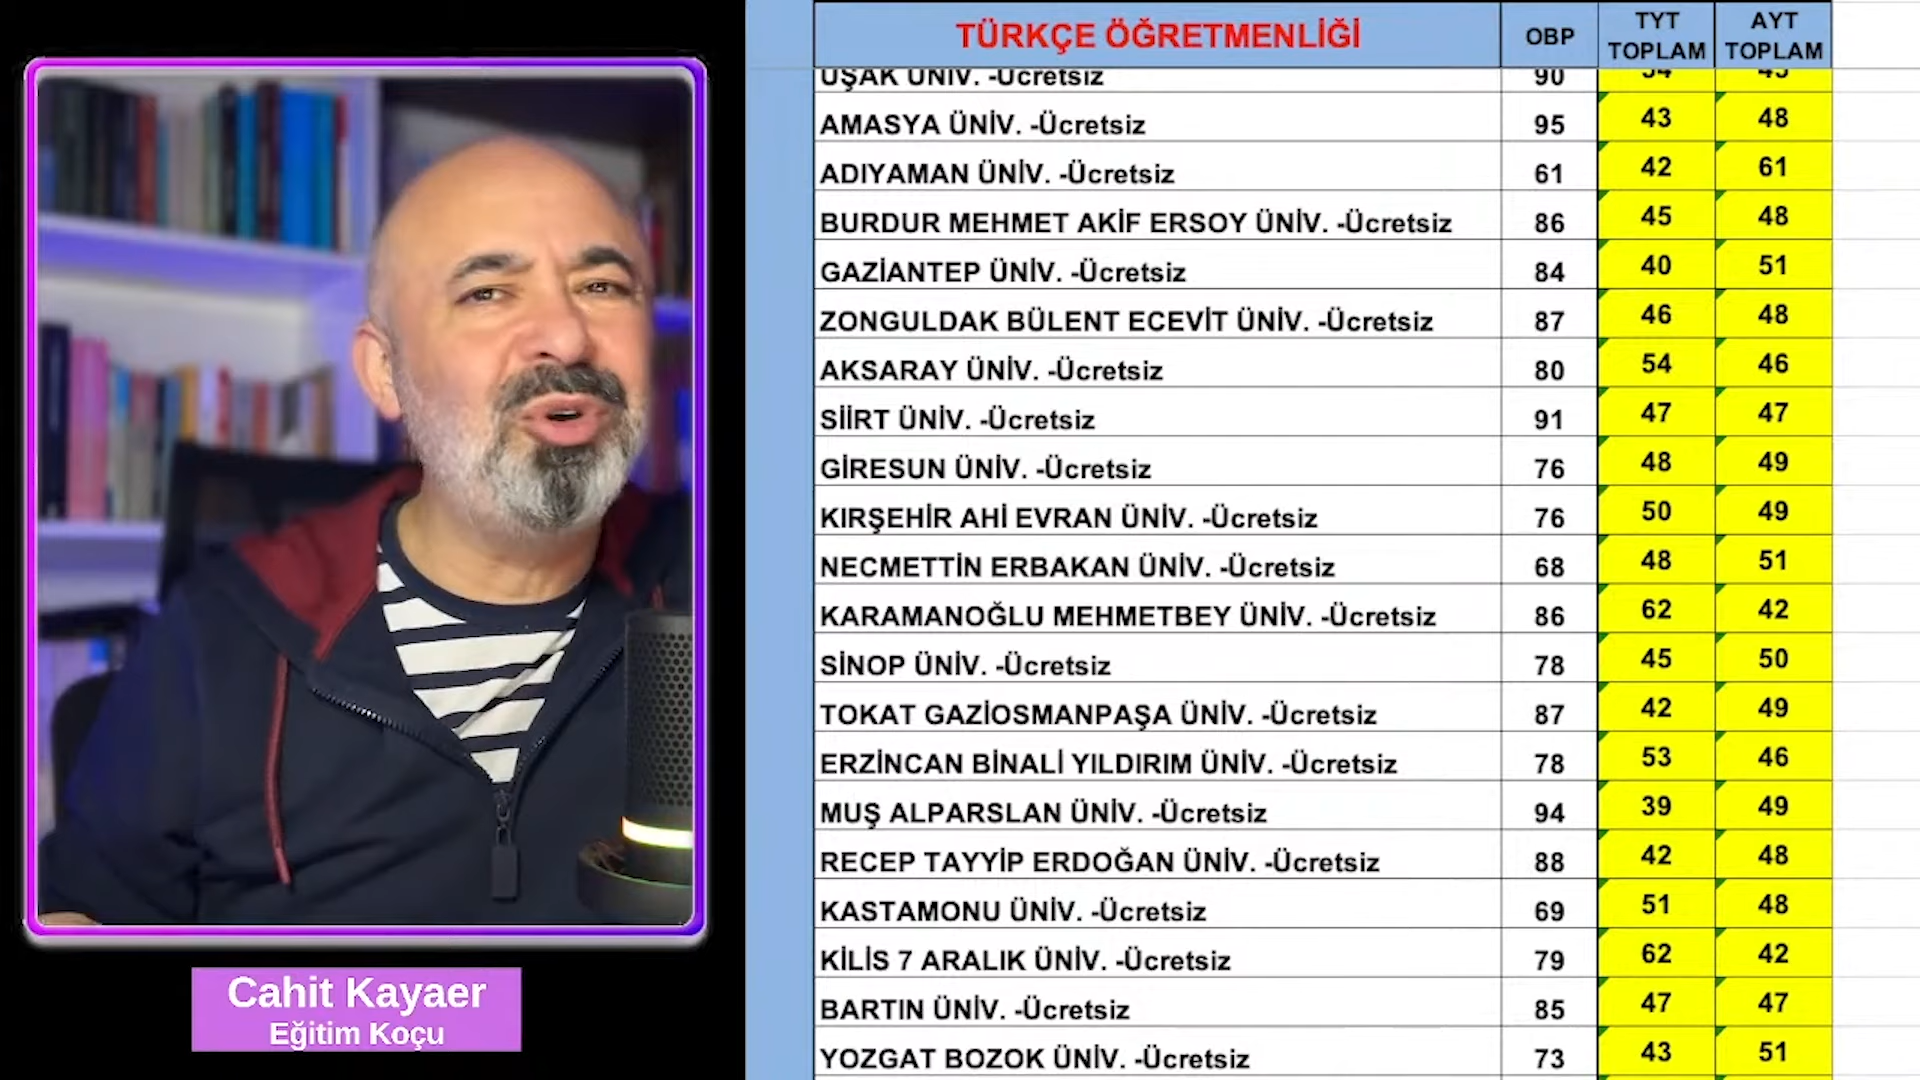 TÜRKÇE ÖĞRETMENLİĞİ OBP TYT TOPLAM AYT TOPLAM
UŞAK ÜNİV. -Ücretsiz 90 54 45
AMASYA ÜNİV. -Ücretsiz 95 43 48
ADIYAMAN ÜNİV. -Ücretsiz 61 42 61
BURDUR MEHMET AKİF ERSOY ÜNİV. -Ücretsiz 86 45 48
GAZİANTEP ÜNİV. -Ücretsiz 84 40 51
ZONGULDAK BÜLENT ECEVİT ÜNİV. -Ücretsiz 87 46 48
AKSARAY ÜNİV. -Ücretsiz 80 54 46
SİİRT ÜNİV. -Ücretsiz 91 47 47
GİRESUN ÜNİV. -Ücretsiz 76 48 49
KIRŞEHİR AHİ EVRAN ÜNİV. -Ücretsiz 76 50 49
NECMETTİN ERBAKAN ÜNİV. -Ücretsiz 68 48 51
KARAMANOĞLU MEHMETBEY ÜNİV. -Ücretsiz 86 62 42
SİNOP ÜNİV. -Ücretsiz 78 45 50
TOKAT GAZİOSMANPAŞA ÜNİV. -Ücretsiz 87 42 49
ERZİNCAN BİNALİ YILDIRIM ÜNİV. -Ücretsiz 78 53 46
MUŞ ALPARSLAN ÜNİV. -Ücretsiz 94 39 49
RECEP TAYYİP ERDOĞAN ÜNİV. -Ücretsiz 88 42 48
KASTAMONU ÜNİV. -Ücretsiz 69 51 48
KİLİS 7 ARALIK ÜNİV. -Ücretsiz 79 62 42
BARTIN ÜNİV. -Ücretsiz 85 47 47
YOZGAT BOZOK ÜNİV. -Ücretsiz 73 43 51
Cahit Kayaer
Eğitim Koçu